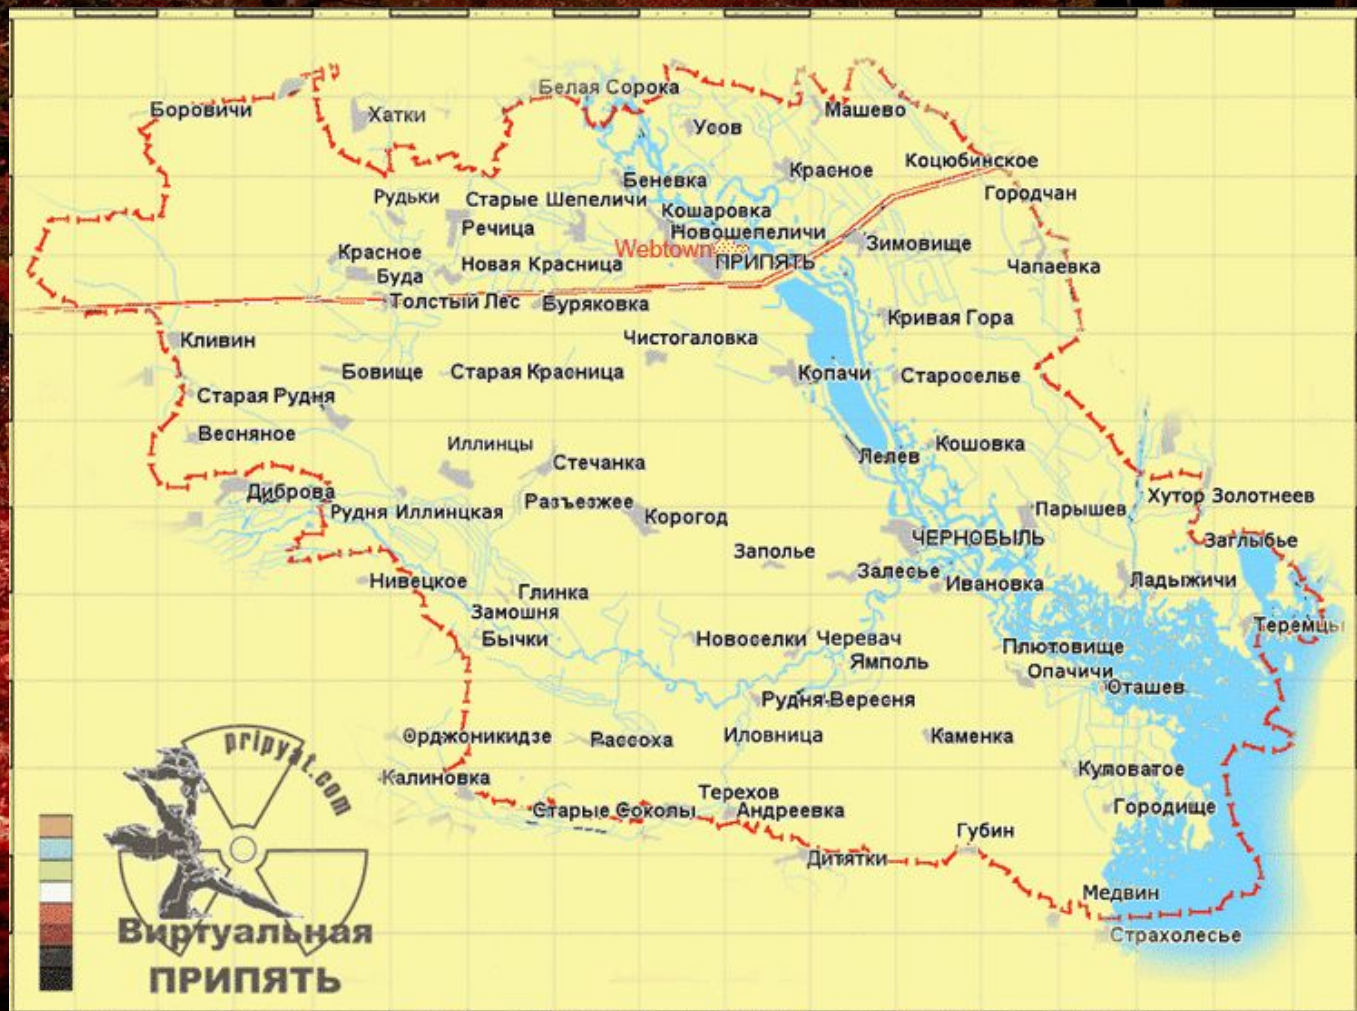 Белая Сорока
Боровичи
Хатки
Машево
Усов
Коцюбинское
Красное
Беневка
Городчан
Рудьки
Старые Шепеличи
Кошаровка
Речица
Новошепеличи
Зимовище
Webtown
Красное
ПРИПЯТЬ
Новая Красница
Чапаевка
Буда
Толстый Лес
Буряковка
Кривая Гора
Кливин
Чистогаловка
Бовище
Старая Красница
Копачи
Староселье
Старая Рудня
Весняное
Иллинцы
Кошовка
Стечанка
Лелев
Диброва
Хутор Золотнеев
Разъезжее
Рудня Иллинцкая
Корогод
Парышев
ЧЕРНОБЫЛЬ
Заглыбье
Заполье
Залесье
Нивецкое
Ивановка
Ладыжичи
Глинка
Замошня
Теремцы
Бычки
Новоселки
Черевач
Плютовище
Ямполь
Опачичи
Оташев
Рудня-Вересня
Орджоникидзе
Рассоха
Иловница
Каменка
pripyat.com
Калиновка
Куповатое
Терехов
Старые Соколы
Андреевка
Городище
Губин
Дитятки
Медвин
Виртуальная
Страхолесье
ПРИПЯТЬ